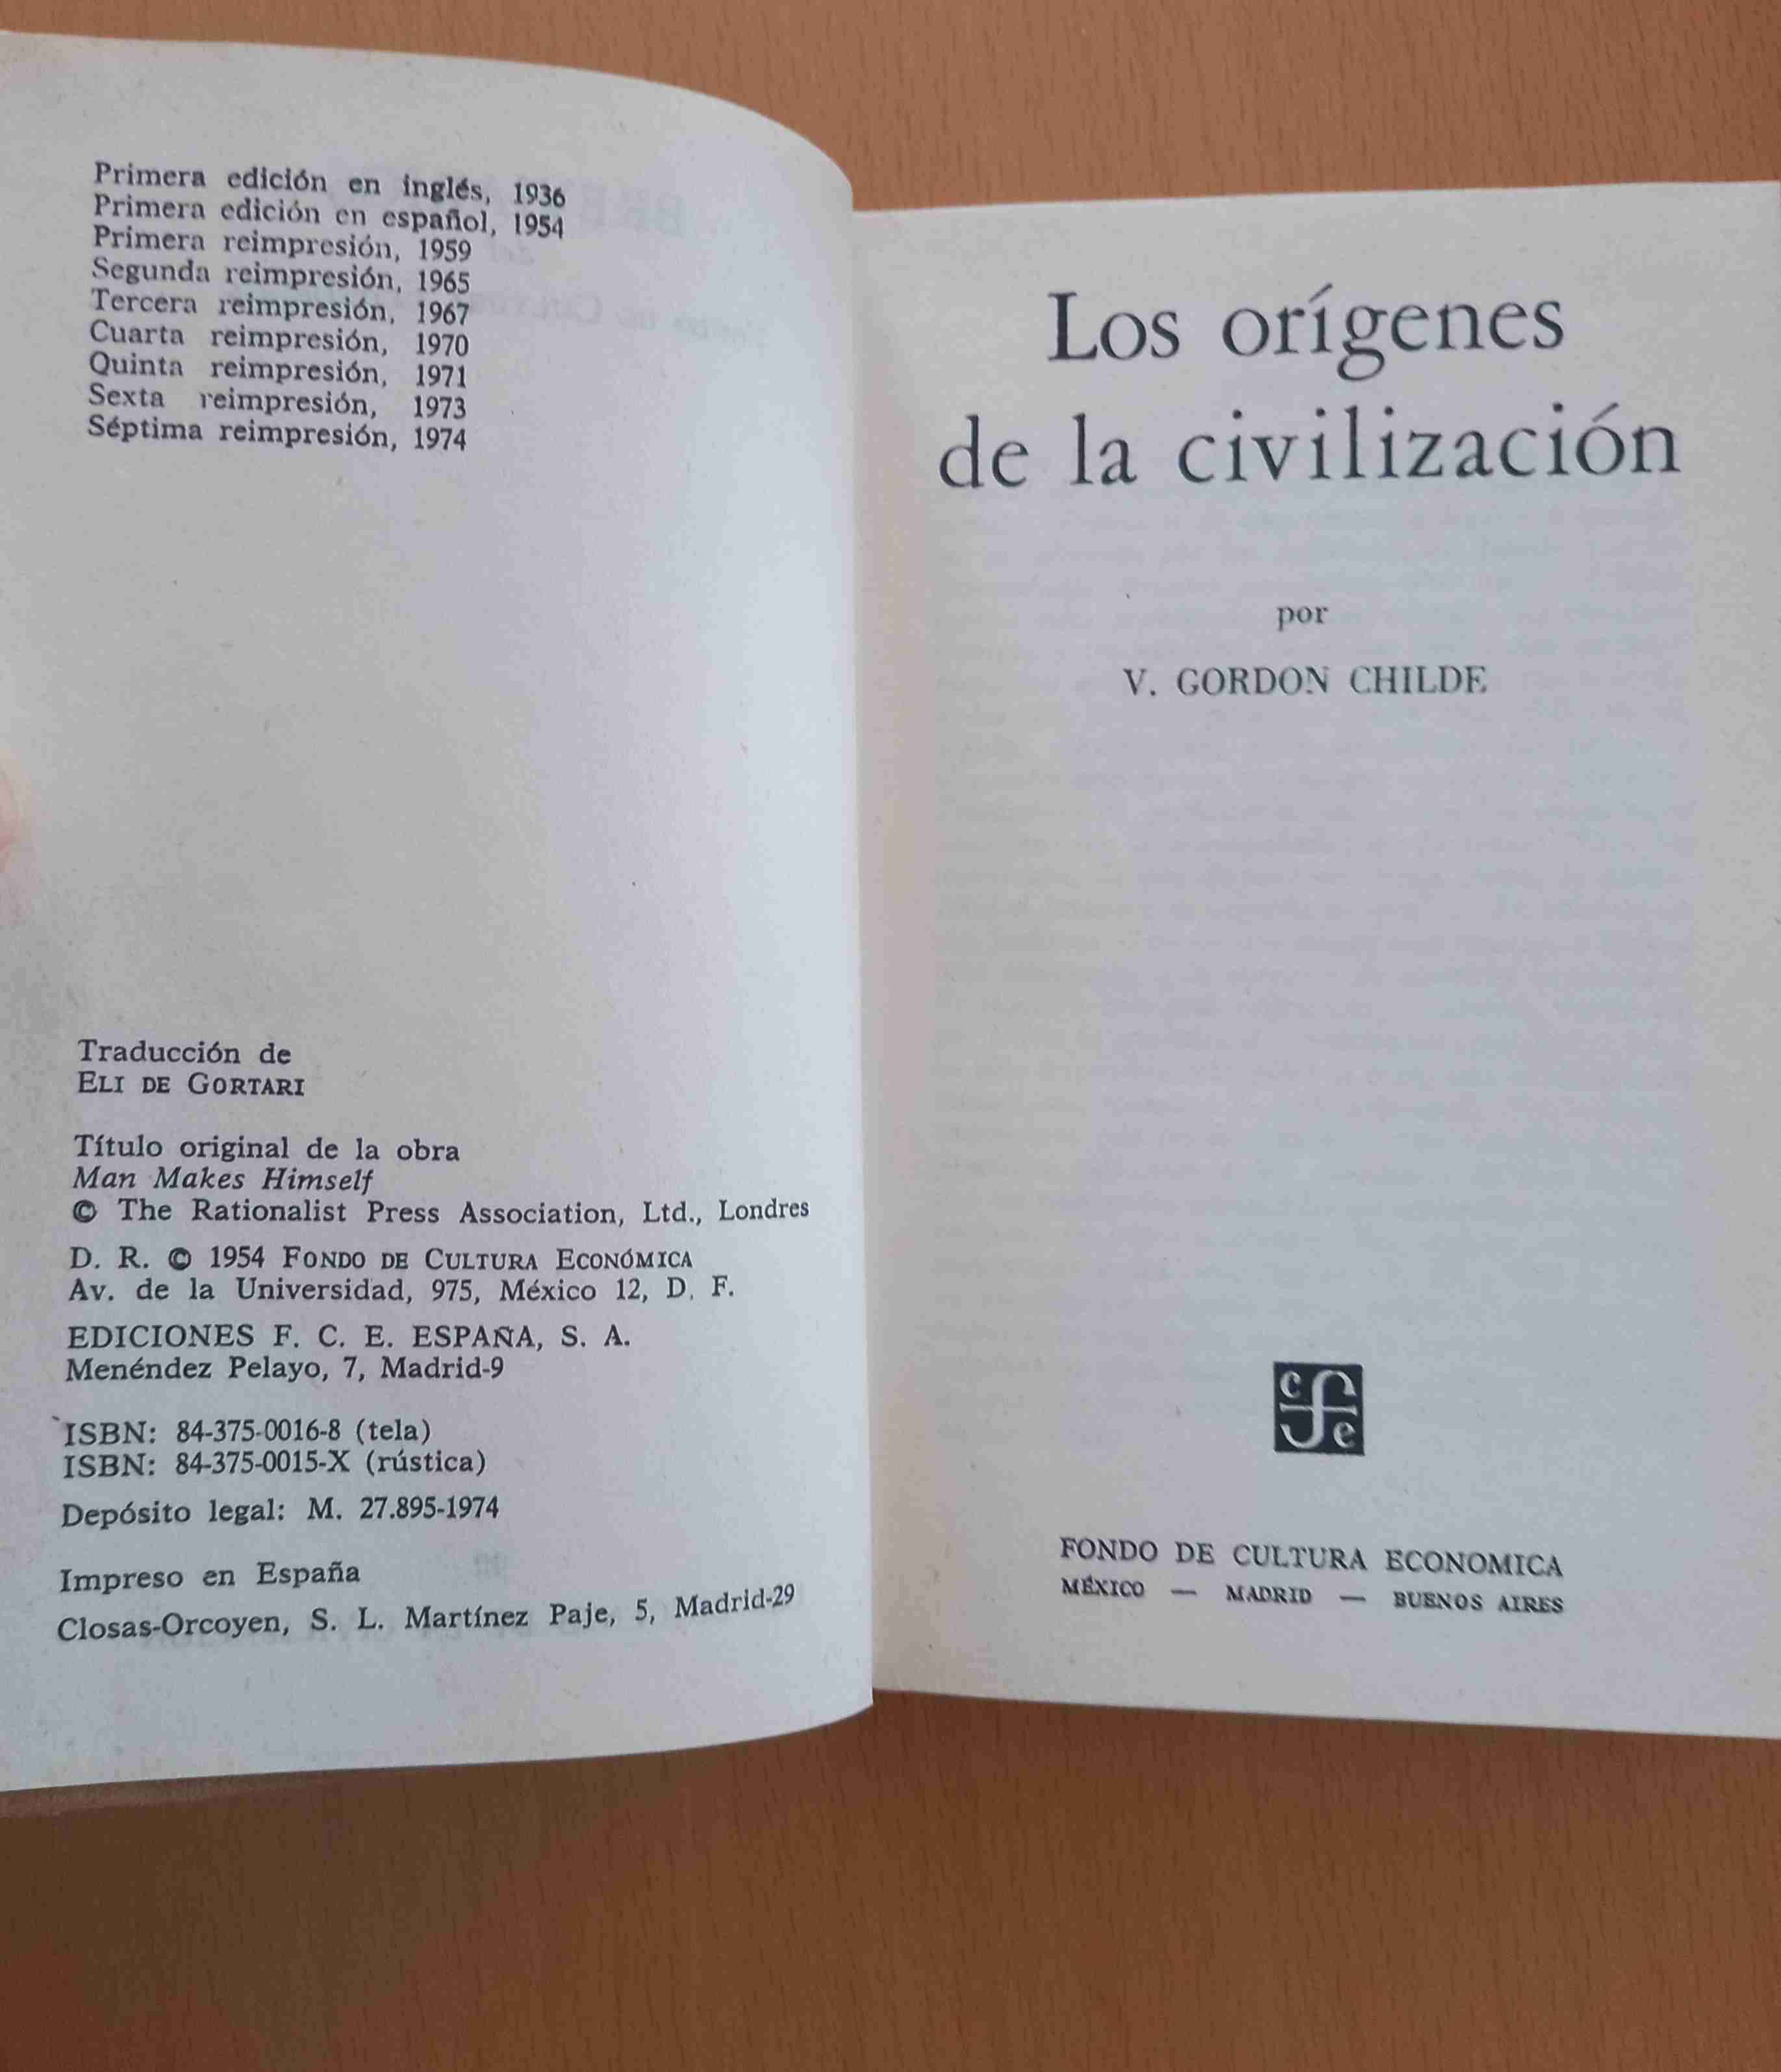 Primera edición en inglés, 1936
Primera edición en español, 1954
Primera reimpresión, 1959
Segunda reimpresión, 1965
Tercera reimpresión, 1967
Cuarta reimpresión, 1970
Quinta reimpresión, 1971
Sexta reimpresión, 1973
Séptima reimpresión, 1974
Traducción de
ELI DE GORTARI
Título original de la obra
Man Makes Himself
© The Rationalist Press Association, Ltd., Londres
D. R. © 1954 FONDO DE CULTURA ECONÓMICA
Av. de la Universidad, 975, México 12, D. F.
EDICIONES F. C. E. ESPAÑA, S. A.
Menéndez Pelayo, 7, Madrid-9
ISBN: 84-375-0016-8 (tela)
ISBN: 84-375-0015-X (rústica)
Depósito legal: M. 27.895-1974
Impreso en España
Closas-Orcoyen, S. L. Martínez Paje, 5, Madrid-29
Los orígenes
de la civilización
por
V. GORDON CHILDE
cfe
FONDO DE CULTURA ECONOMICA
MÉXICO — MADRID — BUENOS AIRES